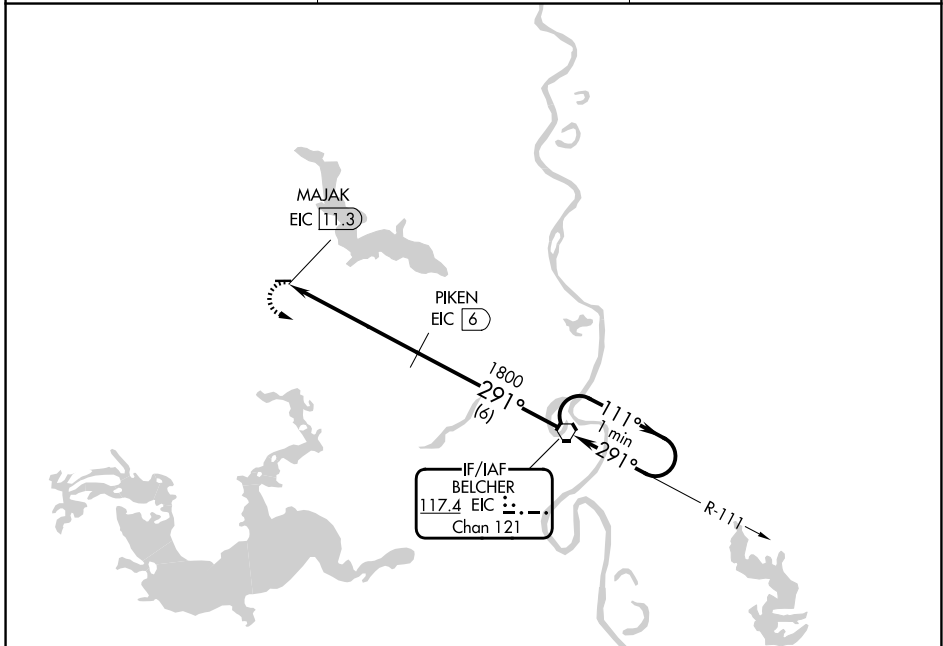 MAJAK
EIC 11.3
PIKEN
EIC 6
1800
291°
(6)
111°
1 min
291°
IF/IAF
BELCHER
117.4 EIC
Chan 121
R-111